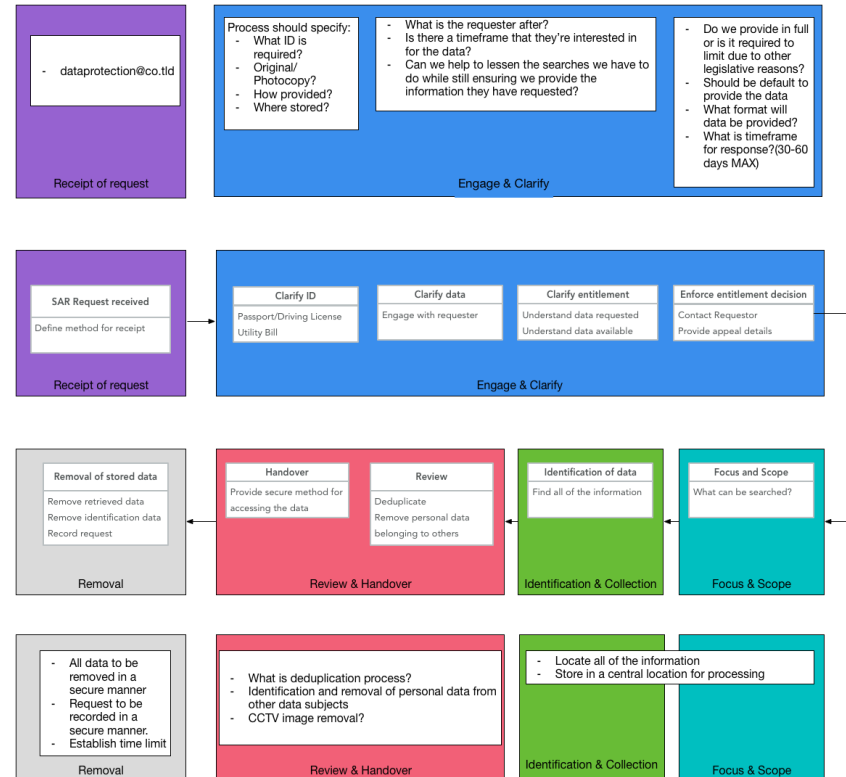 - dataprotection@co.tld
Receipt of request
Process should specify:
- What ID is
required?
- Original/
Photocopy?
- How provided?
- Where stored?
- What is the requester after?
- Is there a timeframe that they're interested in
for the data?
- Can we help to lessen the searches we have to
do while still ensuring we provide the
information they have requested?
- Do we provide in full
or is it required to
limit due to other
legislative reasons?
- Should be default to
provide the data
- What format will
data be provided?
- What is timeframe
for response?(30-60
days MAX)
Engage & Clarify
SAR Request received
Define method for receipt
Receipt of request
Clarify ID
Passport/Driving License
Utility Bill
Clarify data
Engage with requester
Clarify entitlement
Understand data requested
Understand data available
Enforce entitlement decision
Contact Requestor
Provide appeal details
Engage & Clarify
Removal of stored data
Remove retrieved data
Remove identification data
Record request
Removal
Handover
Provide secure method for
accessing the data
Review
Deduplicate
Remove personal data
belonging to others
Review & Handover
Identification of data
Find all of the information
Identification & Collection
Focus and Scope
What can be searched?
Focus & Scope
- All data to be
removed in a
secure manner
- Request to be
recorded in a
secure manner.
- Establish time limit
Removal
- What is deduplication process?
- Identification and removal of personal data from
other data subjects
- CCTV image removal?
Review & Handover
- Locate all of the information
- Store in a central location for processing
Identification & Collection
Focus & Scope